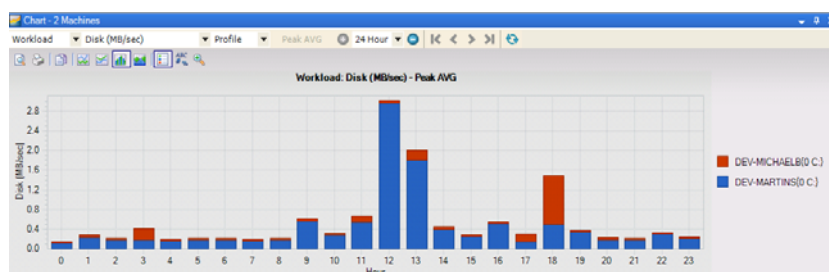 Chart - 2 Machines
Workload Disk (MB/sec) Profile Peak AVG 24 Hour
ABC
Workload: Disk (MB/sec) - Peak AVG
Disk (MB/sec)
2.8
2.4
2.0
1.6
1.2
0.8
0.4
0.0
0 1 2 3 4 5 6 7 8 9 10 11 12 13 14 15 16 17 18 19 20 21 22 23
Hour
DEV-MICHAELB(0 C:)
DEV-MARTINS(0 C:)